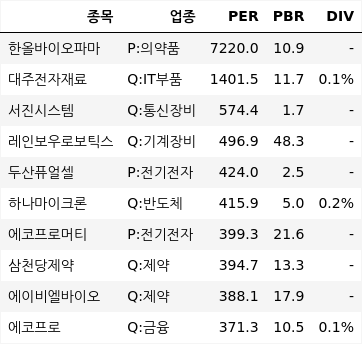 종목 업종 PER PBR DIV
한올바이오파마 P:의약품 7220.0 10.9 -
대주전자재료 Q:IT부품 1401.5 11.7 0.1%
서진시스템 Q:통신장비 574.4 1.7 -
레인보우로보틱스 Q:기계장비 496.9 48.3 -
두산퓨얼셀 P:전기전자 424.0 2.5 -
하나마이크론 Q:반도체 415.9 5.0 0.2%
에코프로머티 P:전기전자 399.3 21.6 -
삼천당제약 Q:제약 394.7 13.3 -
에이비엘바이오 Q:제약 388.1 17.9 -
에코프로 Q:금융 371.3 10.5 0.1%